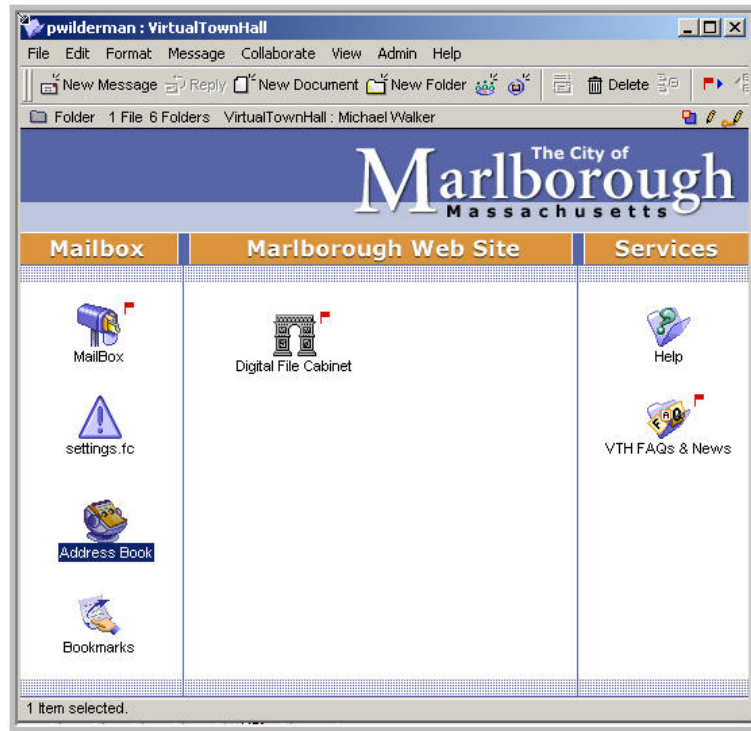 pwilderman : VirtualTownHall
File Edit Format Message Collaborate View Admin Help
New Message Reply New Document New Folder Delete
Folder 1 File 6 Folders VirtualTownHall : Michael Walker
The City of
Marlborough
Massachusetts
Mailbox Marlborough Web Site Services
MailBox
Digital File Cabinet
Help
settings.fc
FAQ
VTH FAQs & News
Address Book
Bookmarks
1 Item selected.